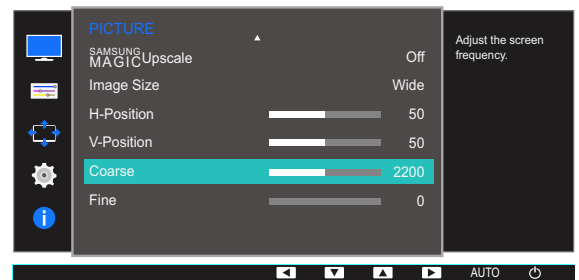 PICTURE
SAMSUNG MAGIC Upscale Off
Image Size Wide
H-Position 50
V-Position 50
Coarse 2200
Fine 0
Adjust the screen
frequency.
i
AUTO